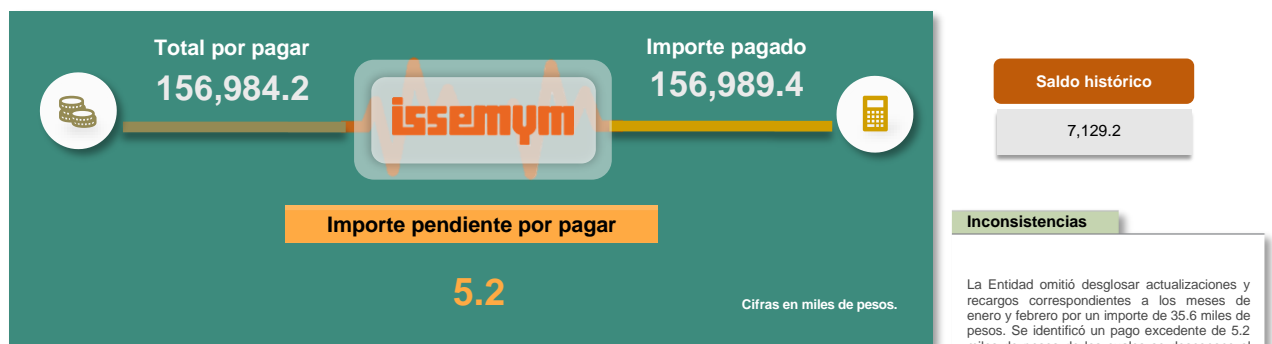 Total por pagar
156,984.2
issemym
Importe pagado
156,989.4
Importe pendiente por pagar
5.2
Cifras en miles de pesos.
Saldo histórico
7,129.2
Inconsistencias
La Entidad omitió desglosar actualizaciones y
recargos correspondientes a los meses de
enero y febrero por un importe de 35.6 miles de
pesos. Se identificó un pago excedente de 5.2